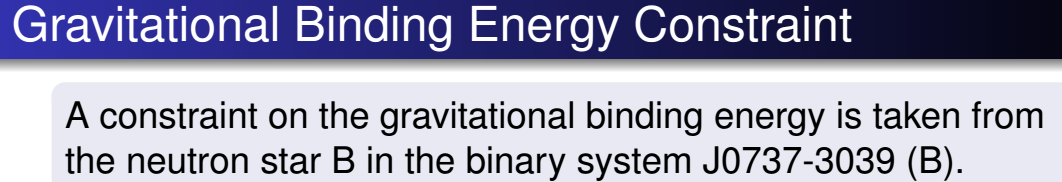 Gravitational Binding Energy Constraint
A constraint on the gravitational binding energy is taken from
the neutron star B in the binary system J0737-3039 (B).